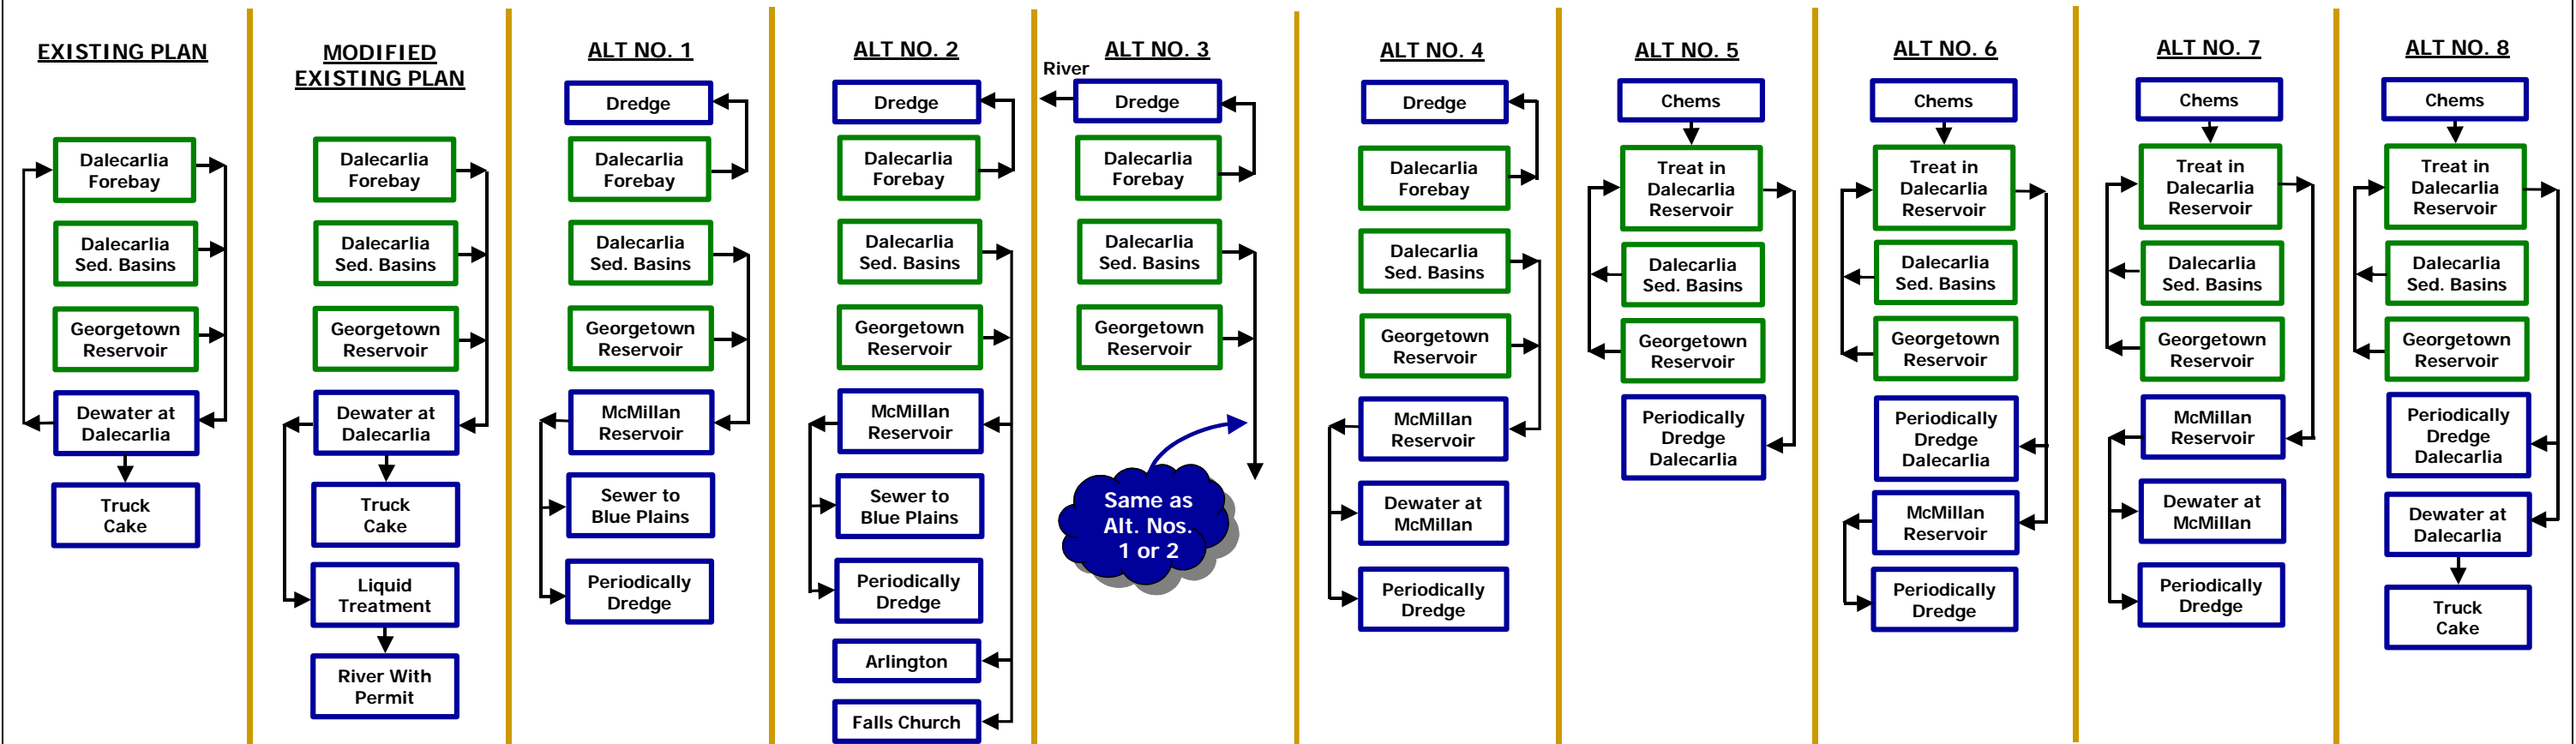 EXISTING PLAN
Dalecarlia
Forebay
Dalecarlia
Sed. Basins
Georgetown
Reservoir
Dewater at
Dalecarlia
Truck
Cake
MODIFIED
EXISTING PLAN
Dalecarlia
Forebay
Dalecarlia
Sed. Basins
Georgetown
Reservoir
Dewater at
Dalecarlia
Truck
Cake
Liquid
Treatment
River With
Permit
ALT NO. 1
Dredge
Dalecarlia
Forebay
Dalecarlia
Sed. Basins
Georgetown
Reservoir
McMillan
Reservoir
Sewer to
Blue Plains
Periodically
Dredge
ALT NO. 2
Dredge
Dalecarlia
Forebay
Dalecarlia
Sed. Basins
Georgetown
Reservoir
McMillan
Reservoir
Sewer to
Blue Plains
Periodically
Dredge
Arlington
Falls Church
ALT NO. 3
River
Dredge
Dalecarlia
Forebay
Dalecarlia
Sed. Basins
Georgetown
Reservoir
Same as
Alt. Nos.
1 or 2
ALT NO. 4
Dredge
Dalecarlia
Forebay
Dalecarlia
Sed. Basins
Georgetown
Reservoir
McMillan
Reservoir
Dewater at
McMillan
Periodically
Dredge
ALT NO. 5
Chems
Treat in
Dalecarlia
Reservoir
Dalecarlia
Sed. Basins
Georgetown
Reservoir
Periodically
Dredge
Dalecarlia
ALT NO. 6
Chems
Treat in
Dalecarlia
Reservoir
Dalecarlia
Sed. Basins
Georgetown
Reservoir
Periodically
Dredge
Dalecarlia
McMillan
Reservoir
Periodically
Dredge
ALT NO. 7
Chems
Treat in
Dalecarlia
Reservoir
Dalecarlia
Sed. Basins
Georgetown
Reservoir
McMillan
Reservoir
Dewater at
McMillan
Periodically
Dredge
ALT NO. 8
Chems
Treat in
Dalecarlia
Reservoir
Dalecarlia
Sed. Basins
Georgetown
Reservoir
Periodically
Dredge
Dalecarlia
Dewater at
Dalecarlia
Truck
Cake